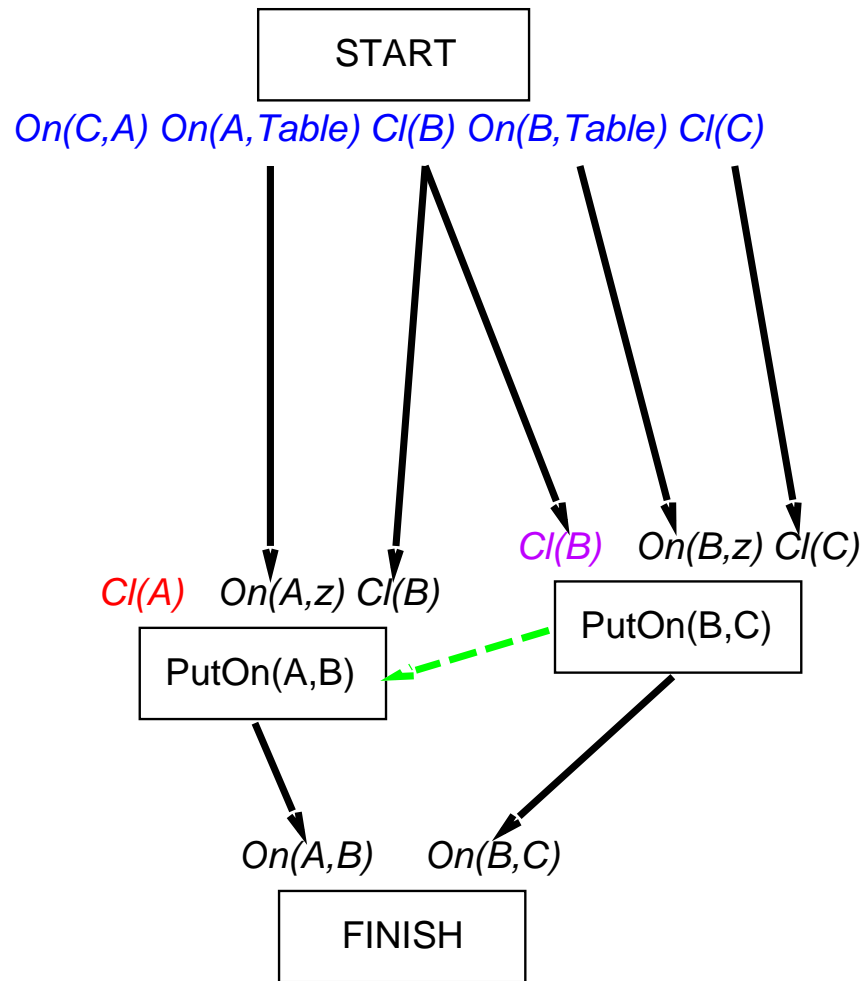 START
On(C,A) On(A,Table) Cl(B) On(B,Table) Cl(C)
Cl(B) On(B,z) Cl(C)
Cl(A) On(A,z) Cl(B)
PutOn(B,C)
PutOn(A,B)
On(A,B) On(B,C)
FINISH